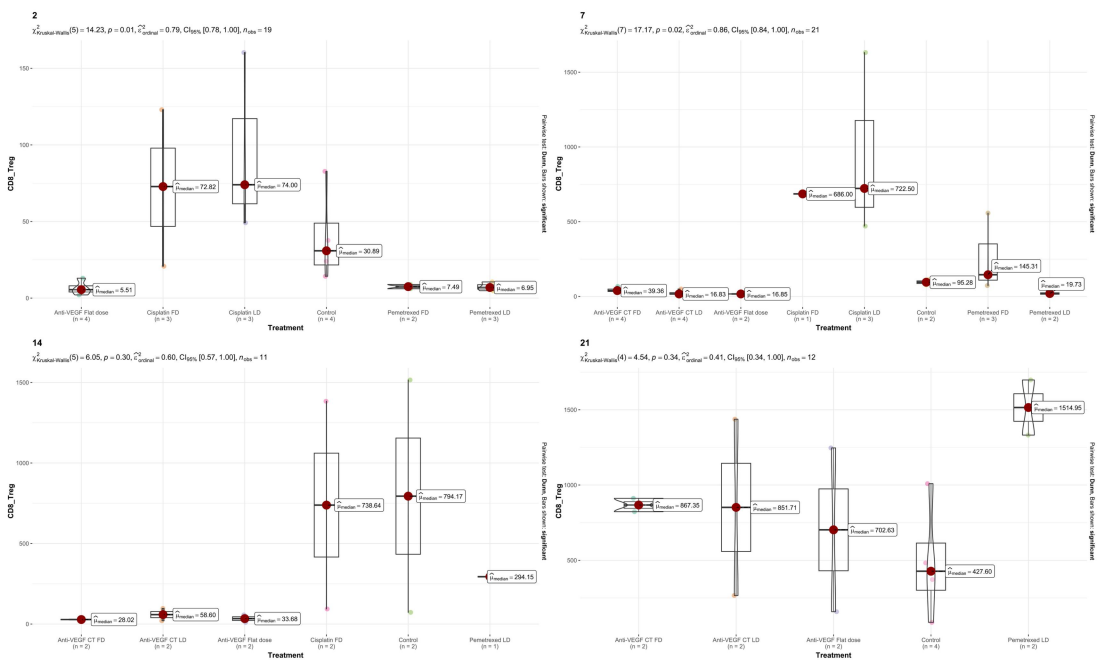 2
χ²Kruskal-Wallis(5) = 14.23, p = 0.01, ε̂²ordinal = 0.79, CI95% [0.78, 1.00], nobs = 19
150
100
50
0
CD8_Treg
μ̂median = 5.51
μ̂median = 72.82
μ̂median = 74.00
μ̂median = 30.89
μ̂median = 7.49
μ̂median = 6.95
Pairwise test: Dunn, Bars shown: significant
Anti-VEGF Flat dose Cisplatin FD Cisplatin LD Control Pemetrexed FD Pemetrexed LD
(n = 4) (n = 3) (n = 3) (n = 4) (n = 2) (n = 3)
Treatment
7
χ²Kruskal-Wallis(7) = 17.17, p = 0.02, ε̂²ordinal = 0.86, CI95% [0.84, 1.00], nobs = 21
1500
1000
500
0
CD8_Treg
μ̂median = 39.36
μ̂median = 16.83
μ̂median = 16.85
μ̂median = 686.00
μ̂median = 722.50
μ̂median = 95.28
μ̂median = 145.31
μ̂median = 19.73
Pairwise test: Dunn, Bars shown: significant
Anti-VEGF CT FD Anti-VEGF CT LD Anti-VEGF Flat dose Cisplatin FD Cisplatin LD Control Pemetrexed FD Pemetrexed LD
(n = 4) (n = 4) (n = 2) (n = 1) (n = 3) (n = 2) (n = 3) (n = 2)
Treatment
14
χ²Kruskal-Wallis(5) = 6.05, p = 0.30, ε̂²ordinal = 0.60, CI95% [0.57, 1.00], nobs = 11
1500
1000
500
0
CD8_Treg
μ̂median = 28.02
μ̂median = 58.60
μ̂median = 33.68
μ̂median = 738.64
μ̂median = 794.17
μ̂median = 294.15
Pairwise test: Dunn, Bars shown: significant
Anti-VEGF CT FD Anti-VEGF CT LD Anti-VEGF Flat dose Cisplatin FD Control Pemetrexed LD
(n = 2) (n = 2) (n = 2) (n = 2) (n = 2) (n = 1)
Treatment
21
χ²Kruskal-Wallis(4) = 4.54, p = 0.34, ε̂²ordinal = 0.41, CI95% [0.34, 1.00], nobs = 12
1500
1000
500
CD8_Treg
μ̂median = 867.35
μ̂median = 851.71
μ̂median = 702.63
μ̂median = 427.60
μ̂median = 1514.95
Pairwise test: Dunn, Bars shown: significant
Anti-VEGF CT FD Anti-VEGF CT LD Anti-VEGF Flat dose Control Pemetrexed LD
(n = 2) (n = 2) (n = 2) (n = 4) (n = 2)
Treatment